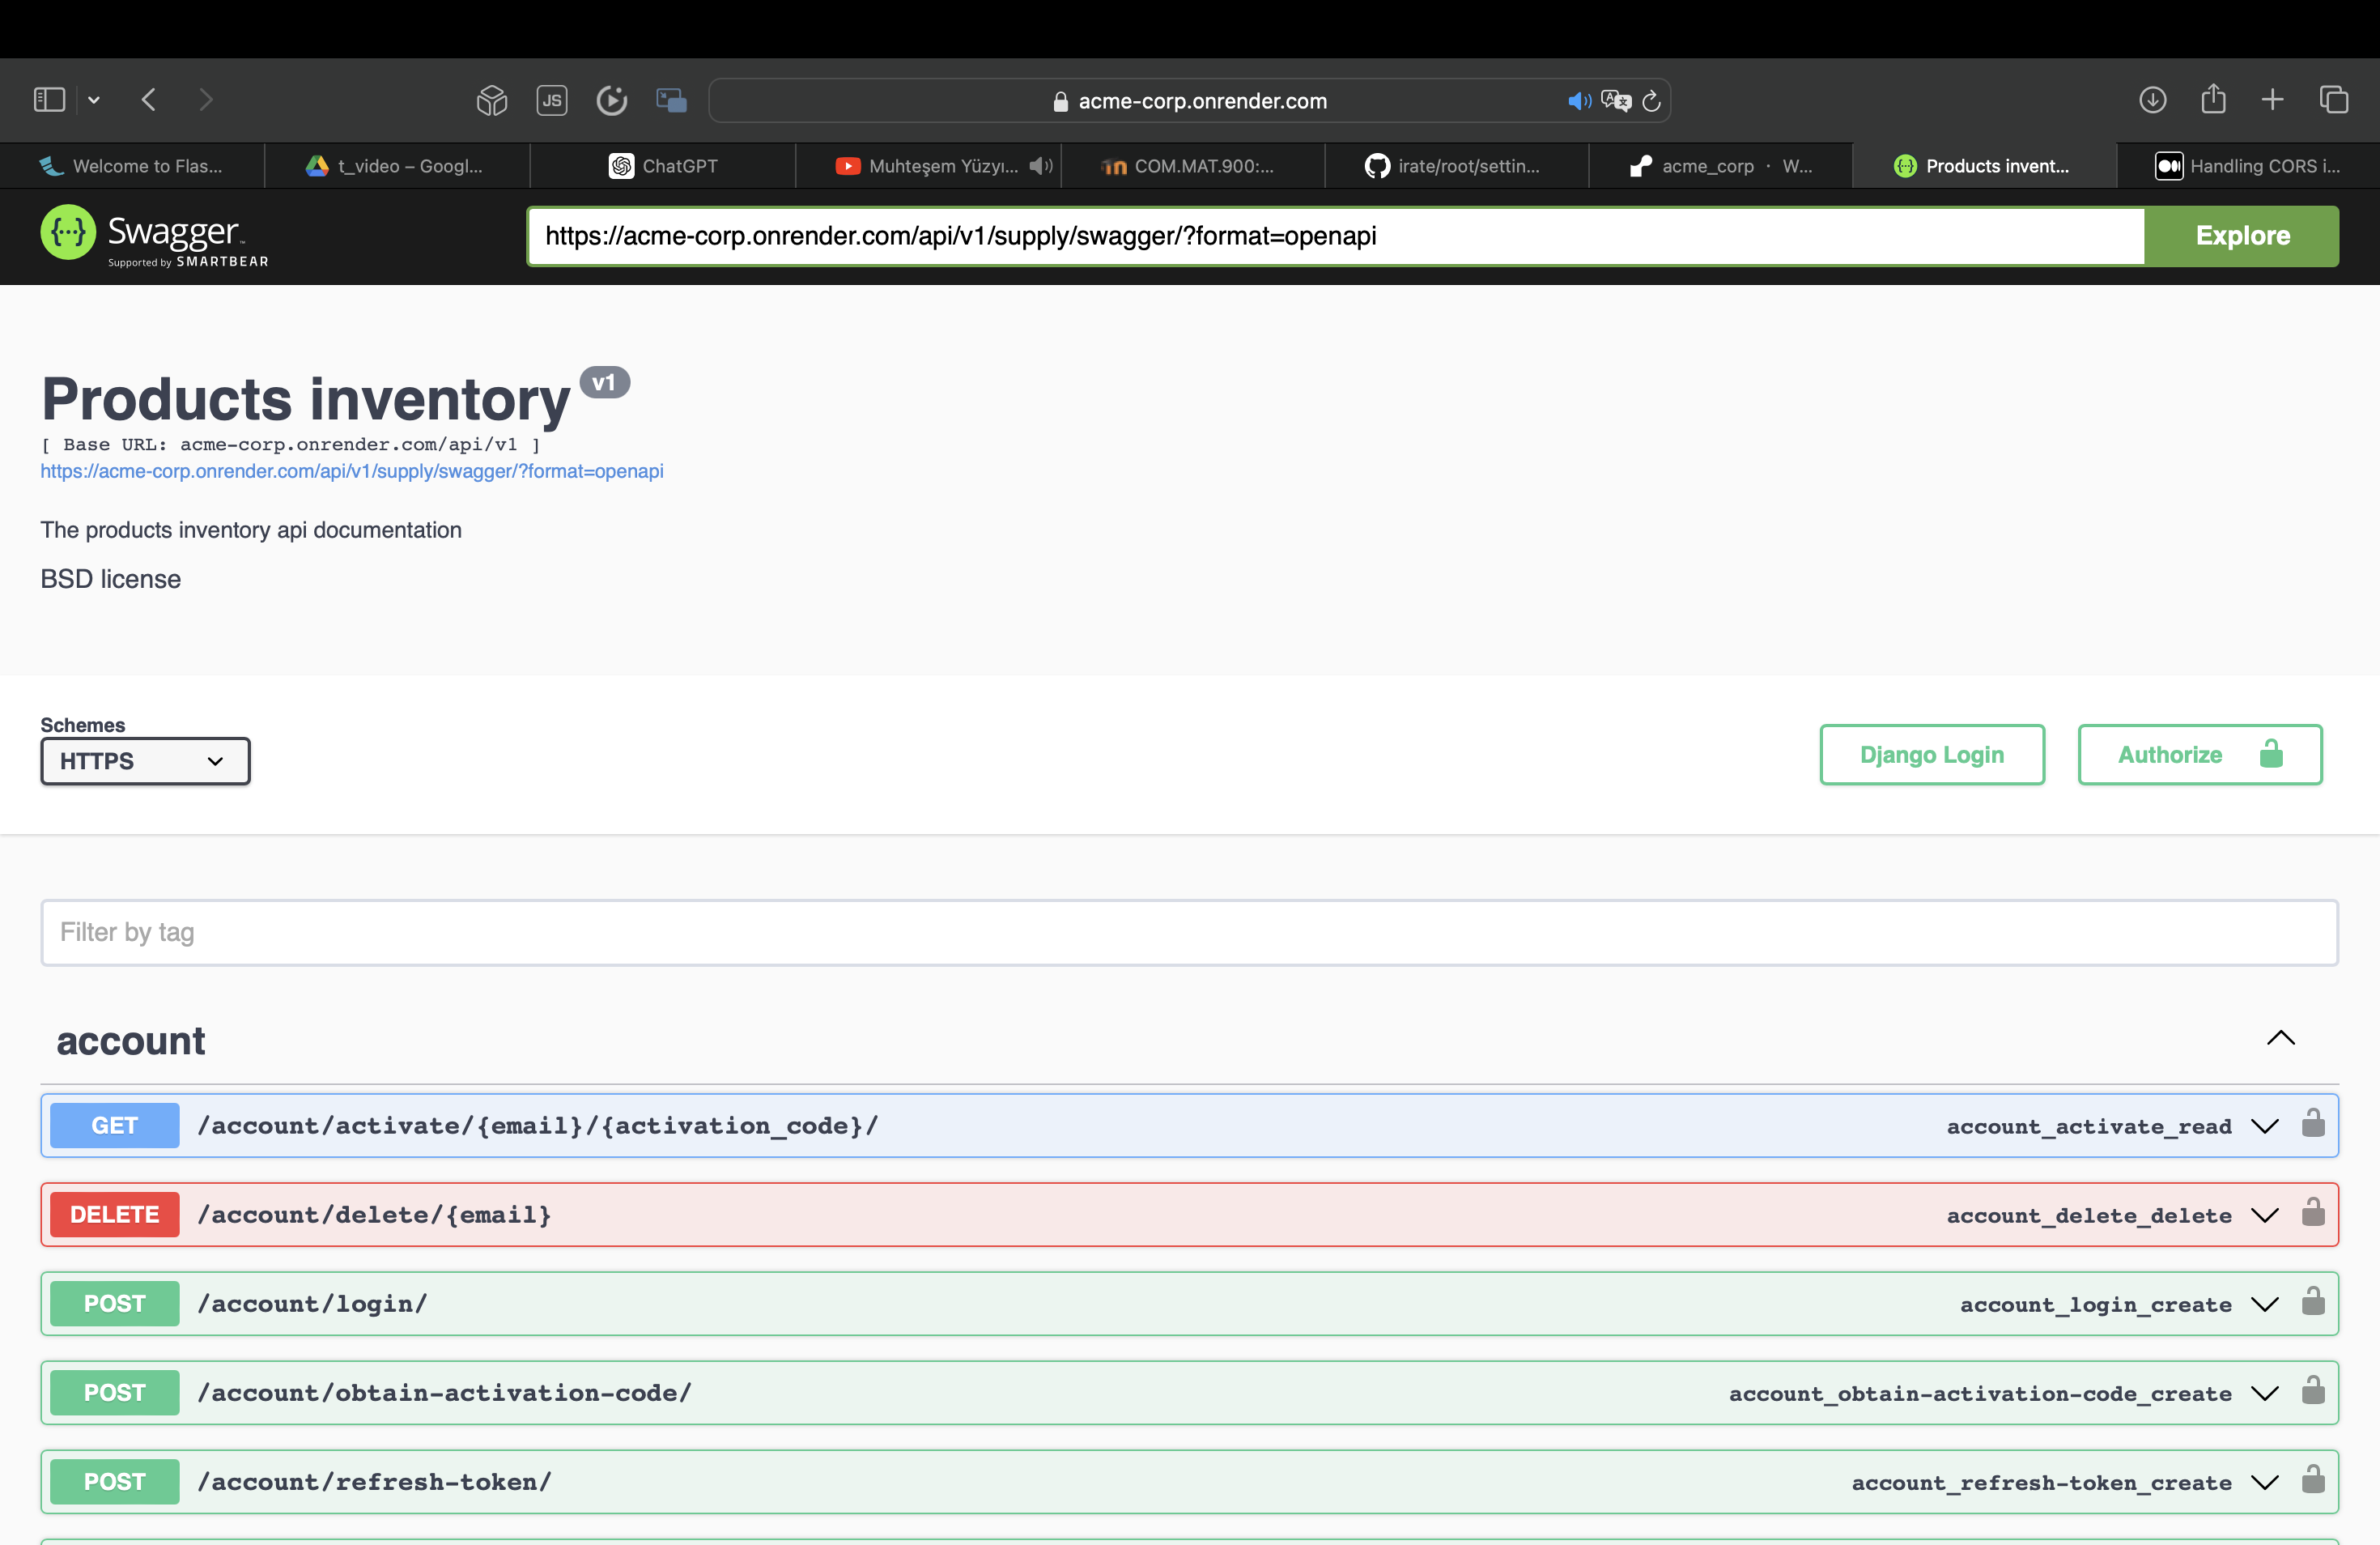 JS
acme-corp.onrender.com
Welcome to Flas...
t_video – Googl...
ChatGPT
Muhteşem Yüzyı...
COM.MAT.900:...
irate/root/settin...
acme_corp · W...
Products invent...
Handling CORS i...
Swagger
Supported by SMARTBEAR
https://acme-corp.onrender.com/api/v1/supply/swagger/?format=openapi
Explore
Products inventory v1
[ Base URL: acme-corp.onrender.com/api/v1 ]
https://acme-corp.onrender.com/api/v1/supply/swagger/?format=openapi
The products inventory api documentation
BSD license
Schemes
HTTPS
Django Login
Authorize
Filter by tag
account
GET /account/activate/{email}/{activation_code}/ account_activate_read
DELETE /account/delete/{email} account_delete_delete
POST /account/login/ account_login_create
POST /account/obtain-activation-code/ account_obtain-activation-code_create
POST /account/refresh-token/ account_refresh-token_create